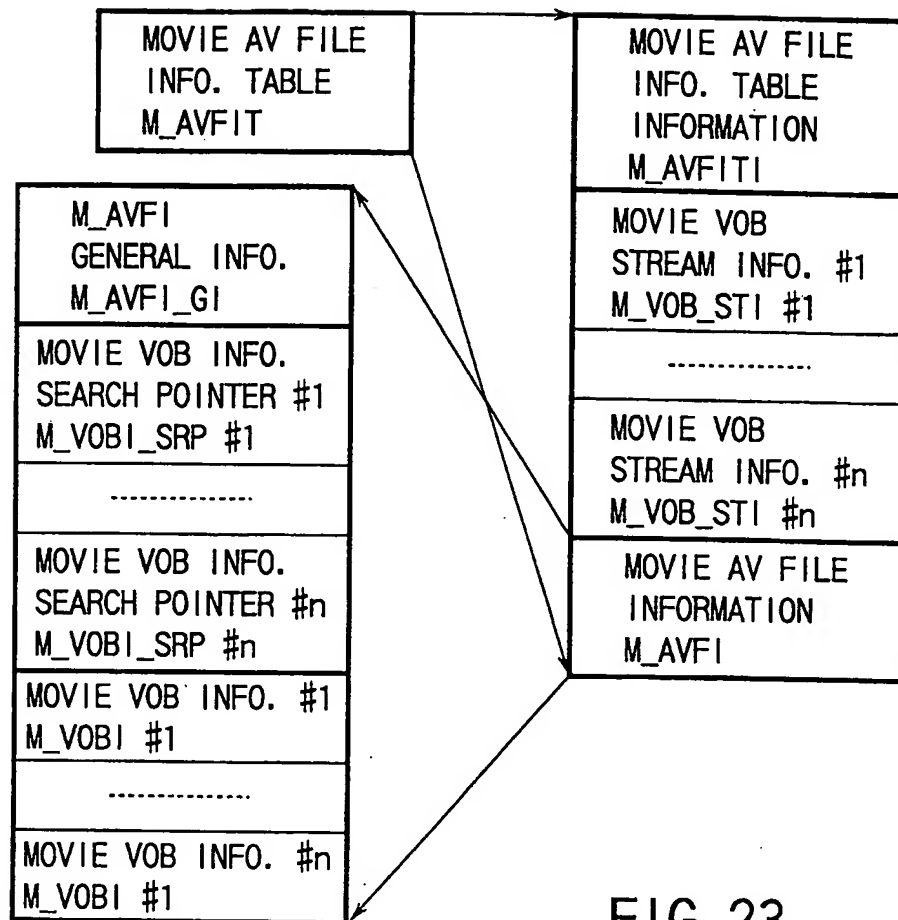 MOVIE AV FILE
INFO. TABLE
M_AVFIT
MOVIE AV FILE
INFO. TABLE
INFORMATION
M_AVFITI
MOVIE VOB
STREAM INFO. #1
M_VOB_STI #1
MOVIE VOB
STREAM INFO. #n
M_VOB_STI #n
MOVIE AV FILE
INFORMATION
M_AVFI
M_AVFI
GENERAL INFO.
M_AVFI_GI
MOVIE VOB INFO.
SEARCH POINTER #1
M_VOBI_SRP #1
MOVIE VOB INFO.
SEARCH POINTER #n
M_VOBI_SRP #n
MOVIE VOB INFO. #1
M_VOBI #1
MOVIE VOB INFO. #n
M_VOBI #1
FIG. 23